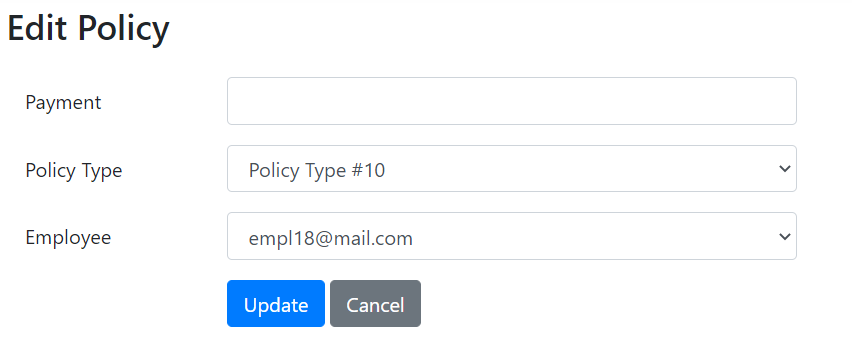 Edit Policy
Payment
Policy Type Policy Type #10
Employee empl18@mail.com
Update Cancel